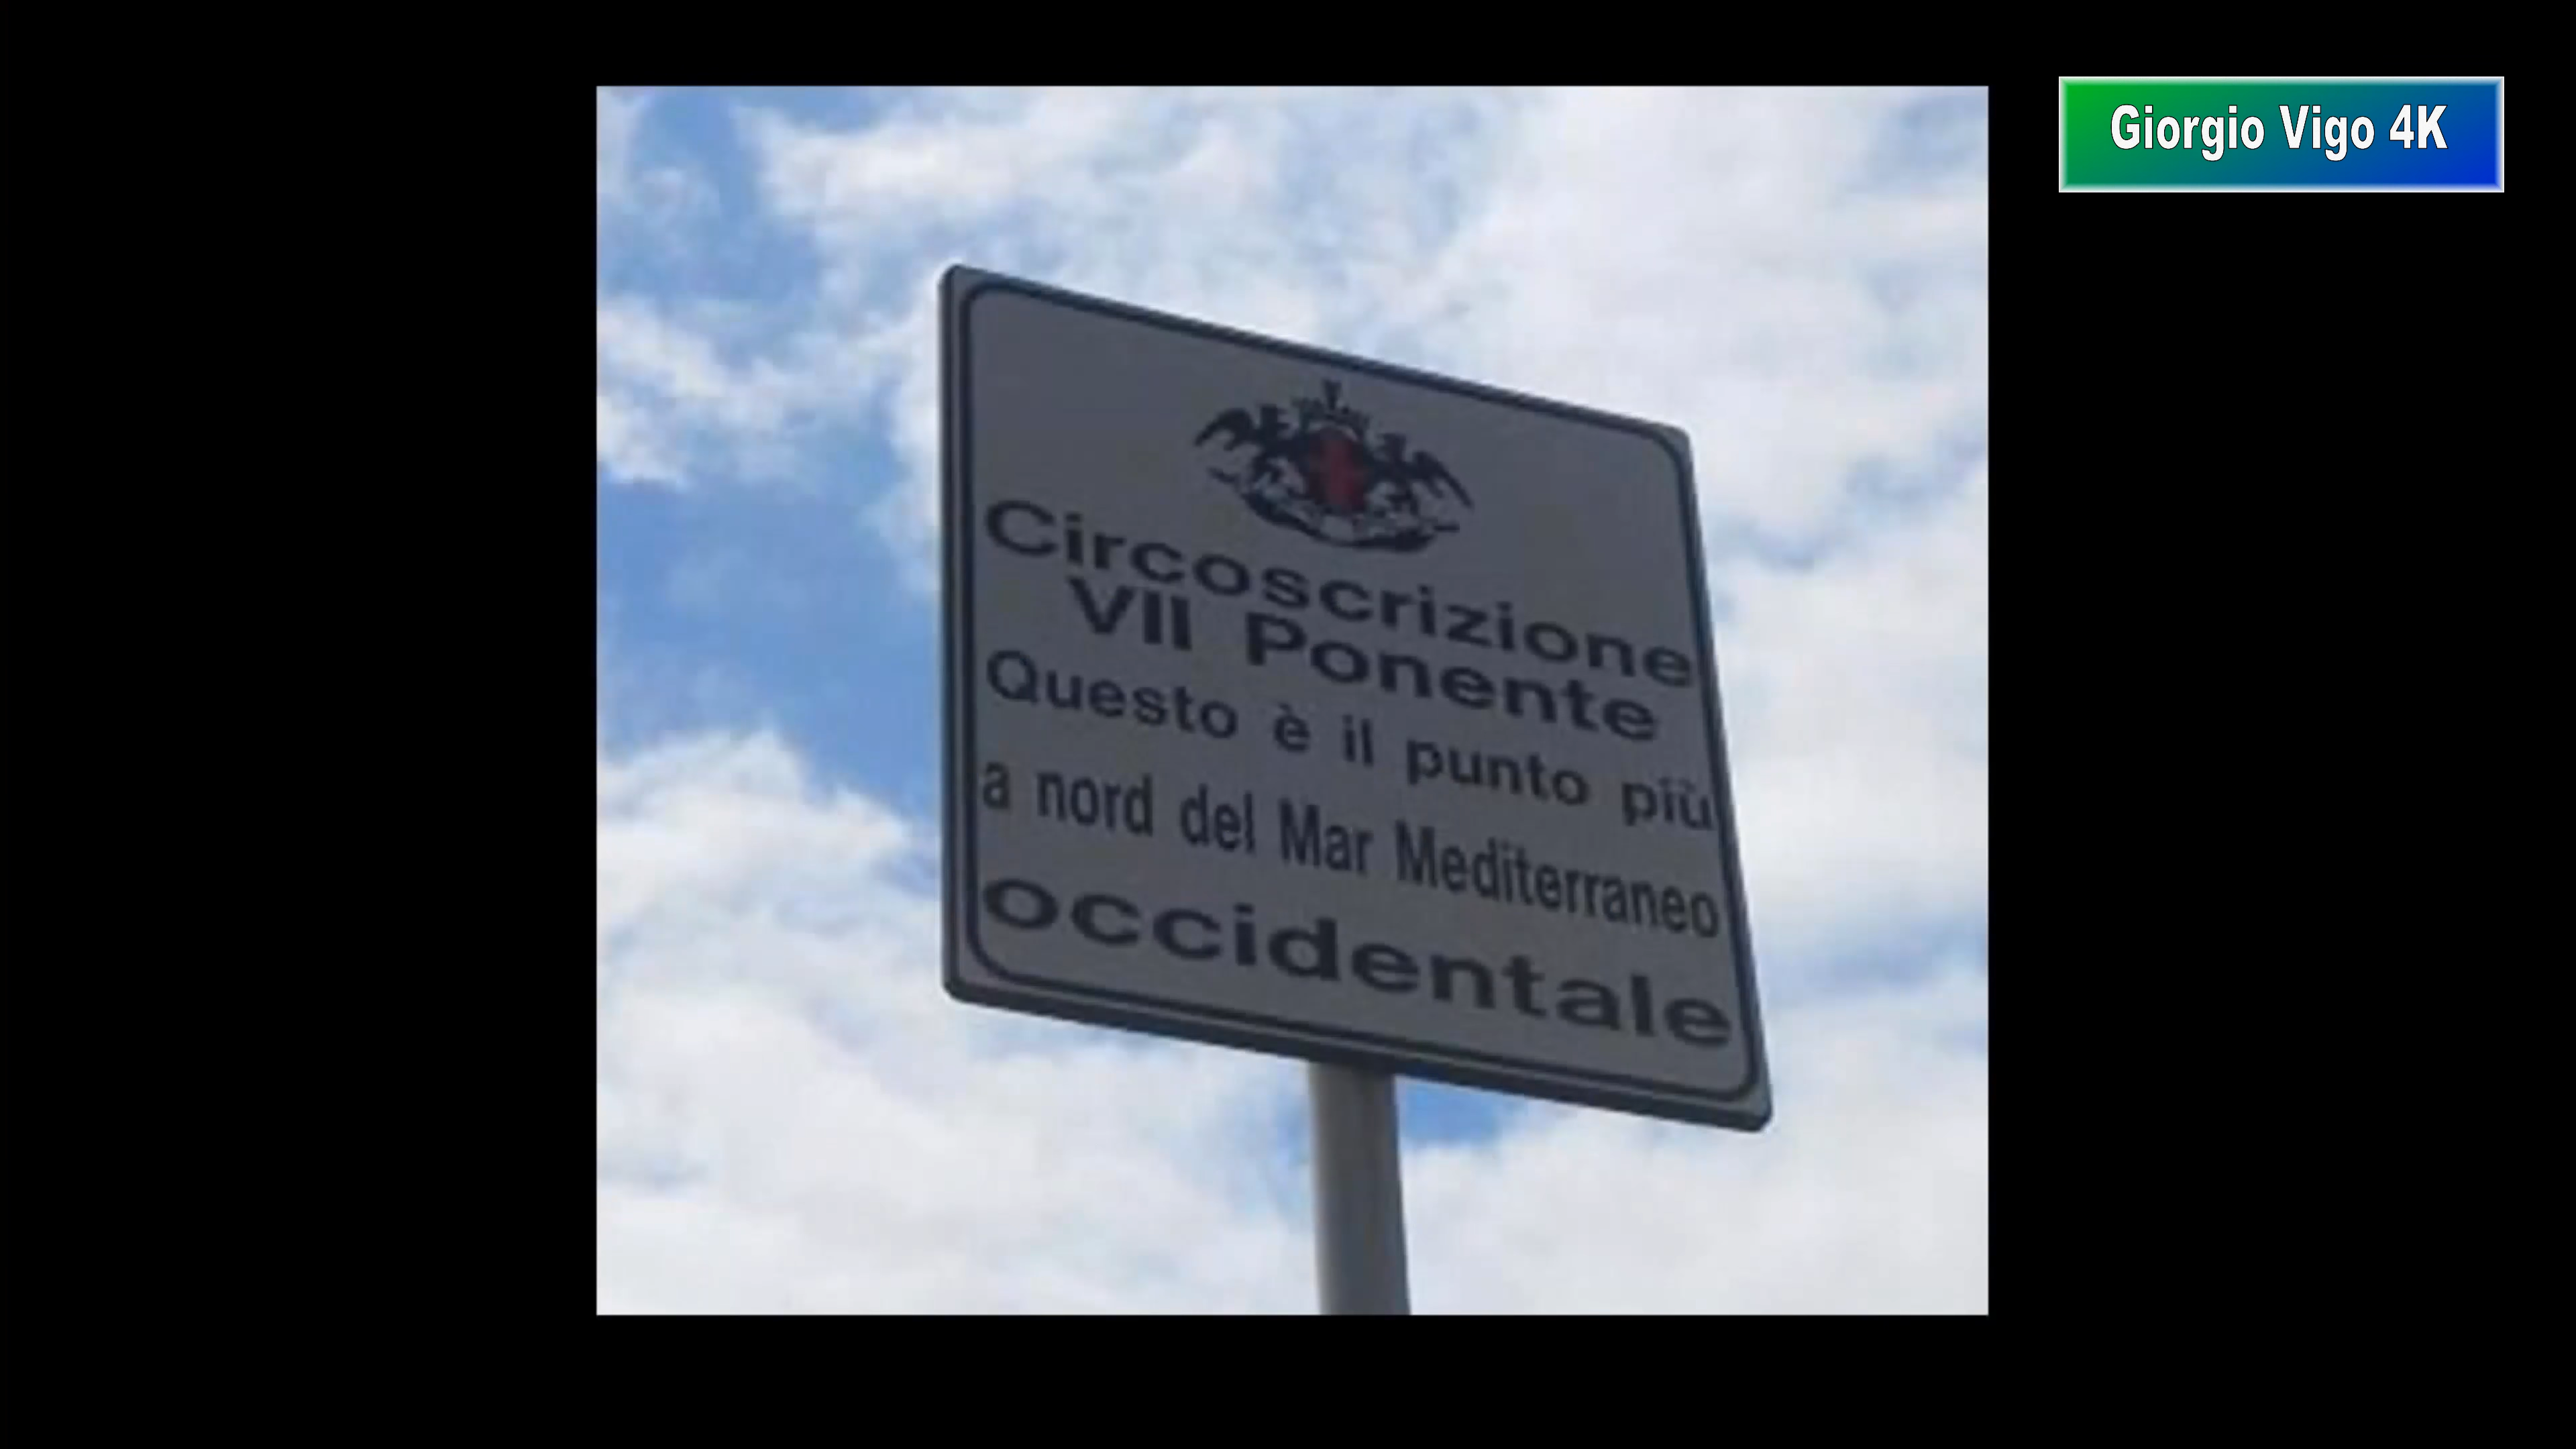 Giorgio Vigo 4K
Circoscrizione
VII Ponente
Questo è il punto più
a nord del Mar Mediterraneo
occidentale